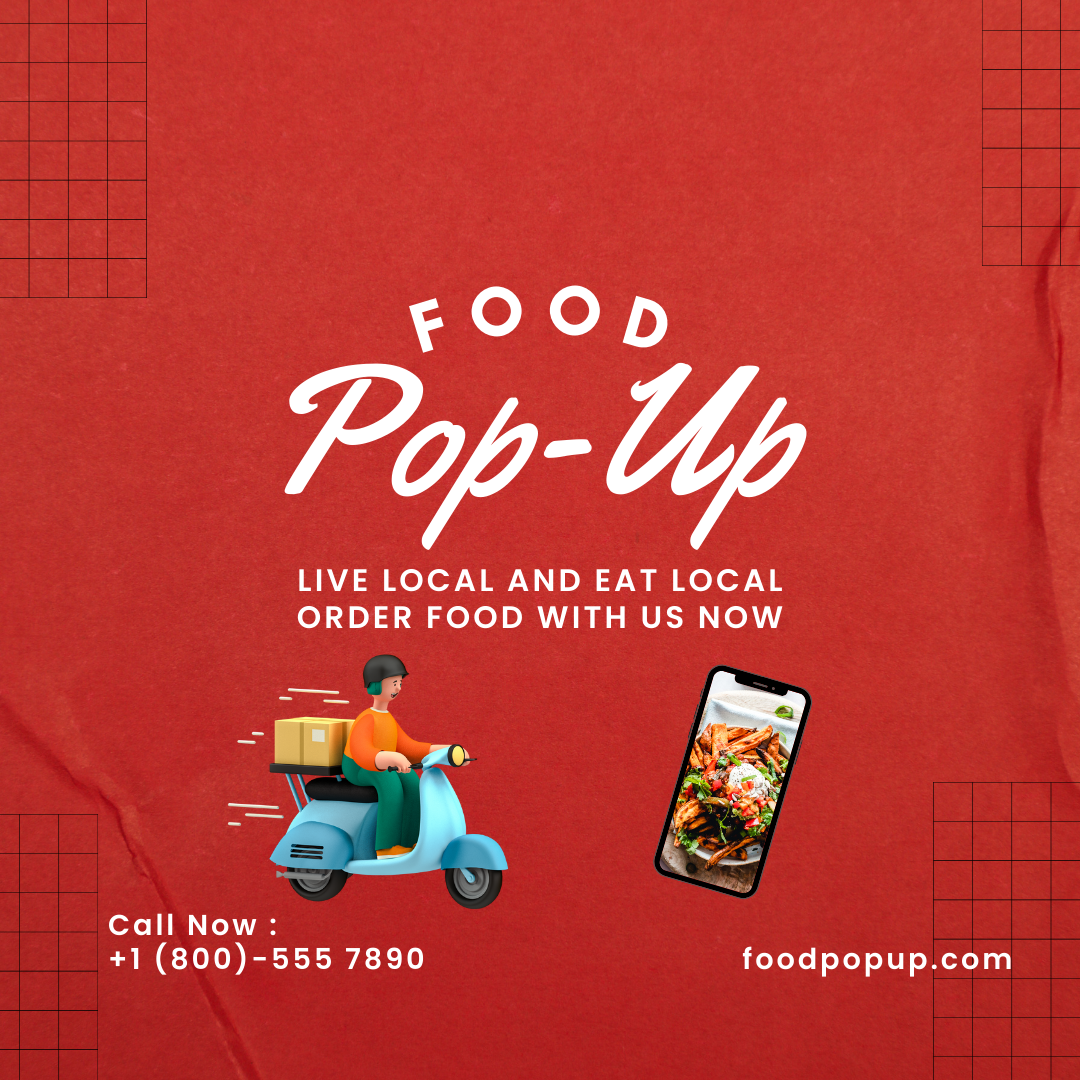 FOOD
Pop-Up
LIVE LOCAL AND EAT LOCAL
ORDER FOOD WITH US NOW
Call Now :
+1 (800)-555 7890
foodpopup.com